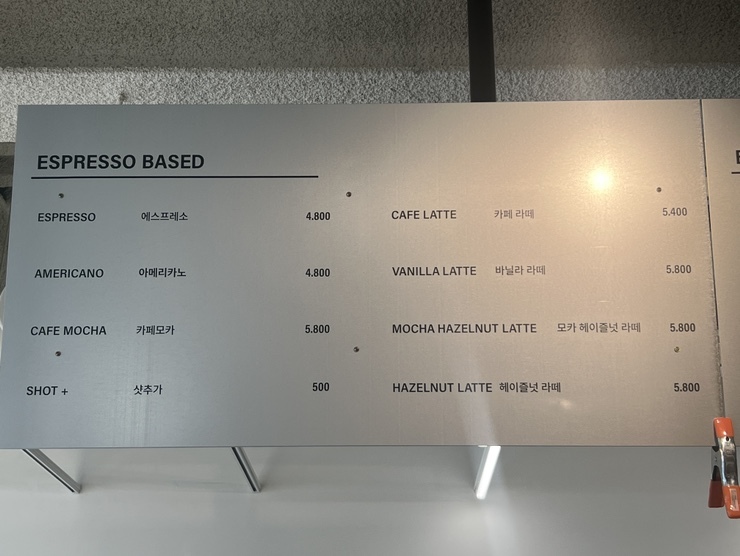 ESPRESSO BASED
ESPRESSO 에스프레소 4.800
AMERICANO 아메리카노 4.800
CAFE MOCHA 카페모카 5.800
SHOT + 샷추가 500
CAFE LATTE 카페 라떼 5.400
VANILLA LATTE 바닐라 라떼 5.800
MOCHA HAZELNUT LATTE 모카 헤이즐넛 라떼 5.800
HAZELNUT LATTE 헤이즐넛 라떼 5.800